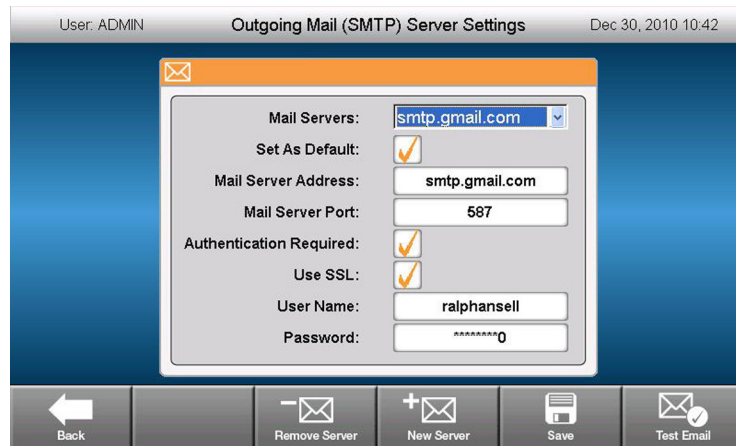 User: ADMIN Outgoing Mail (SMTP) Server Settings Dec 30, 2010 10:42
Mail Servers: smtp.gmail.com
Set As Default:
Mail Server Address: smtp.gmail.com
Mail Server Port: 587
Authentication Required:
Use SSL:
User Name: ralphansell
Password: ********0
Back Remove Server New Server Save Test Email